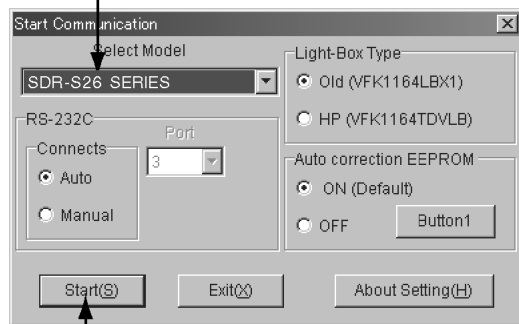 Start Communication
Select Model
SDR-S26 SERIES
RS-232C
Connects
Auto
Manual
Port
3
Light-Box Type
Old (VFK1164LBX1)
HP (VFK1164TDVLB)
Auto correction EEPROM
ON (Default)
OFF
Button1
Start(S)
Exit(X)
About Setting(H)